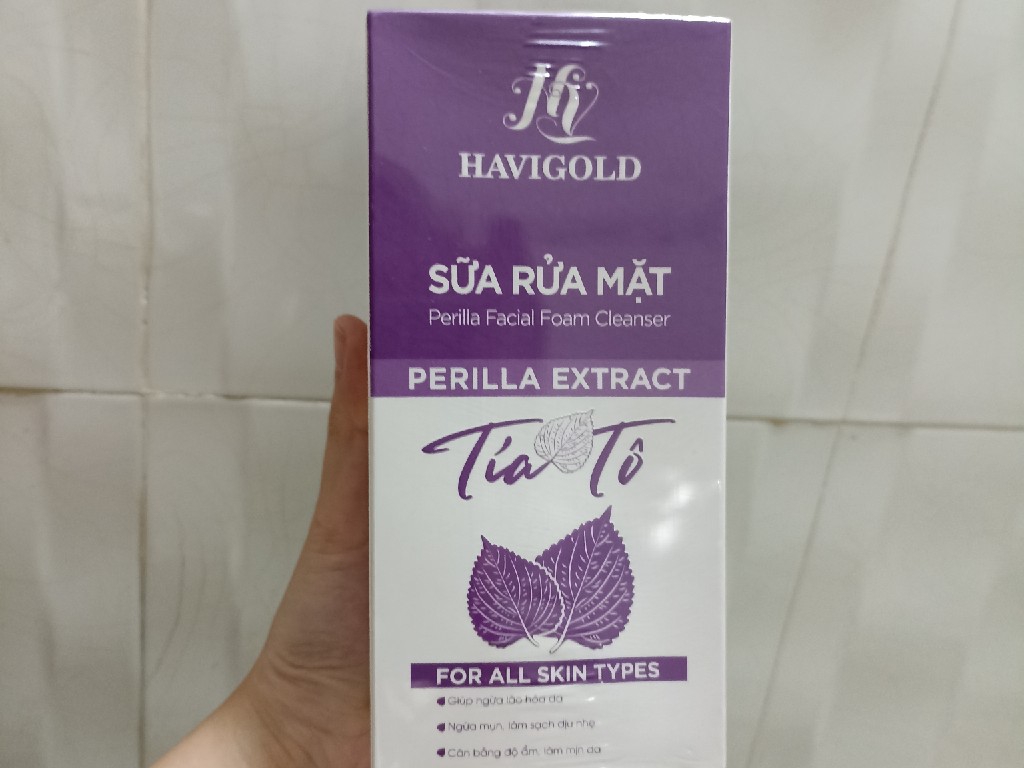 HAVIGOLD
SỮA RỬA MẶT
Perilla Facial Foam Cleanser
PERILLA EXTRACT
Tía Tô
FOR ALL SKIN TYPES
Giúp ngừa lão hóa da
Ngừa mụn, làm sạch dịu nhẹ
Cân bằng độ ẩm, làm mịn da